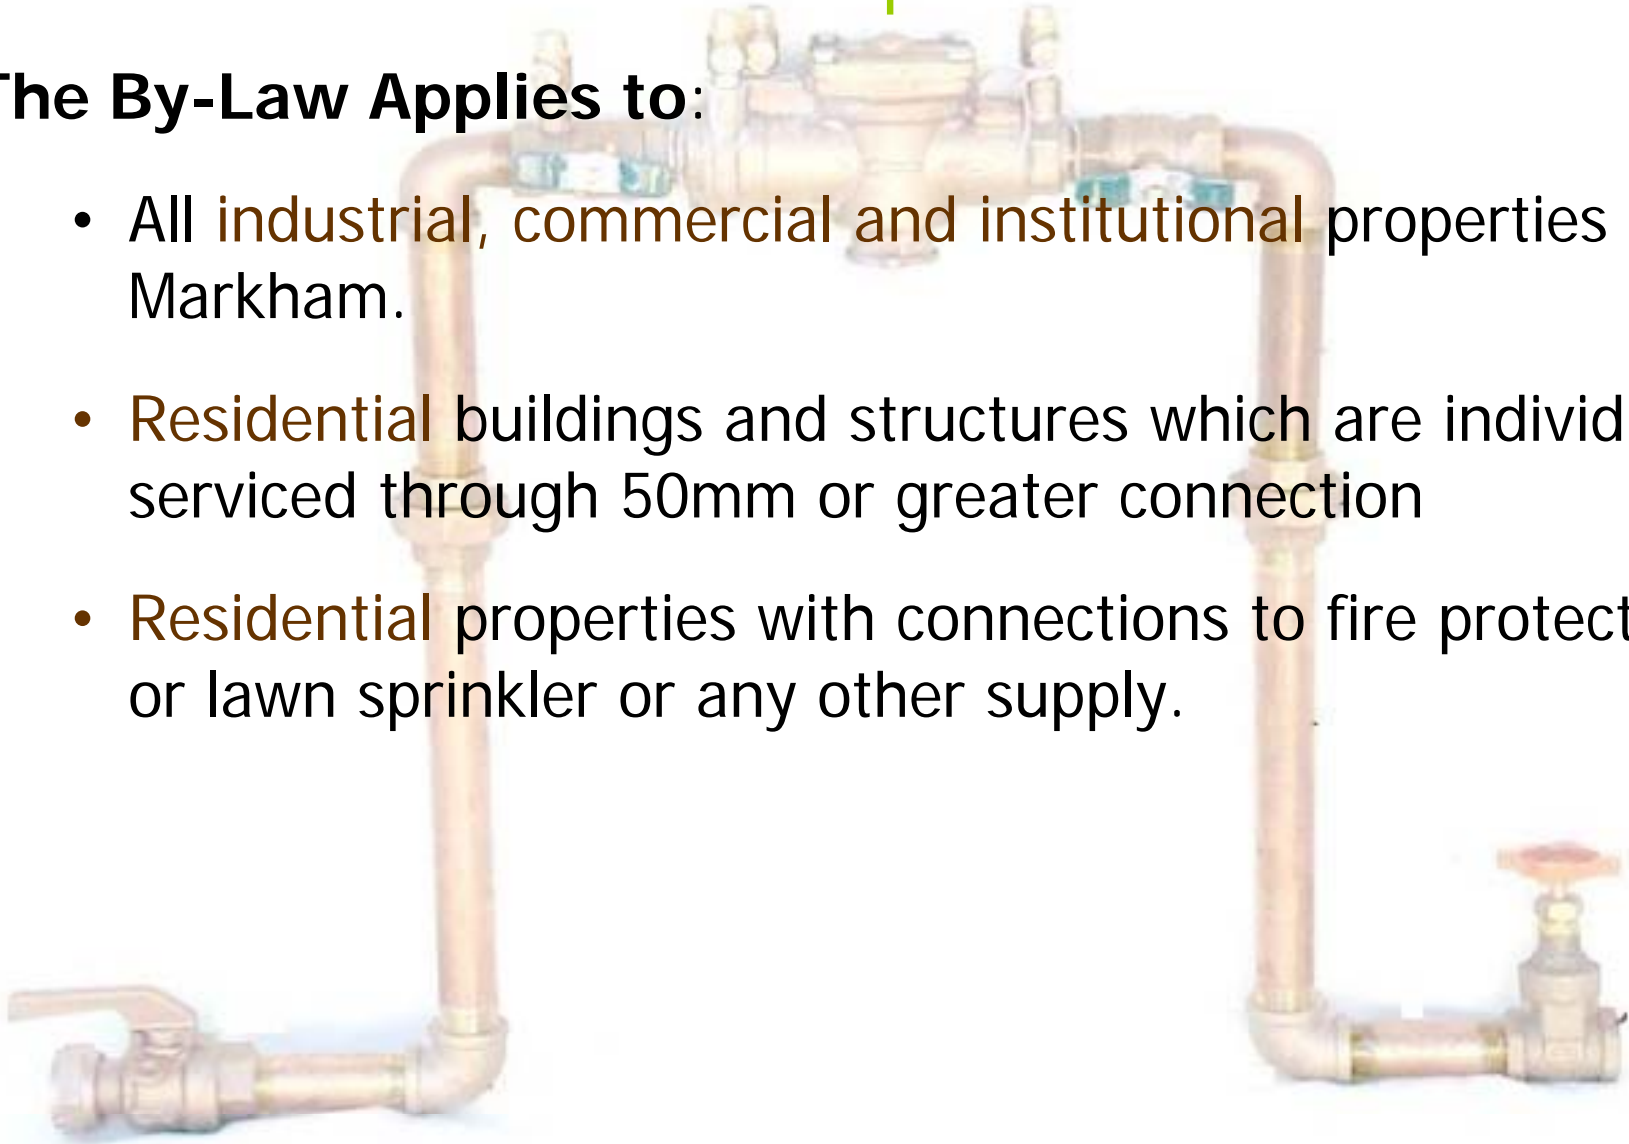 The By-Law Applies to:
• All industrial, commercial and institutional properties
Markham.
• Residential buildings and structures which are individ
serviced through 50mm or greater connection
• Residential properties with connections to fire protect
or lawn sprinkler or any other supply.